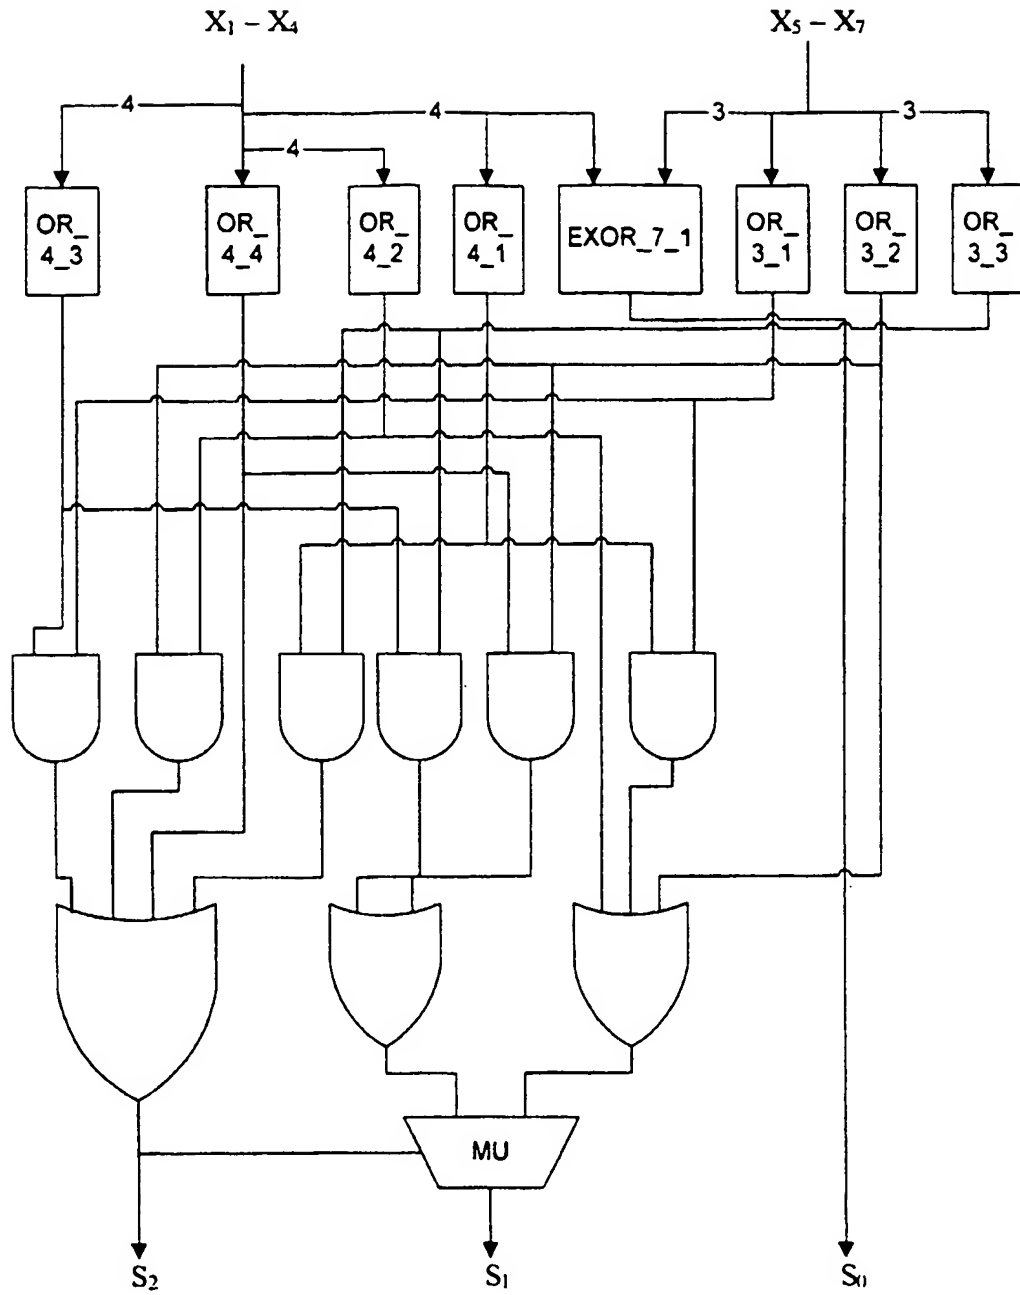 X₁ – X₄
X₅ – X₇
4
4
3
3
4
OR_
4_3
OR_
4_4
OR_
4_2
OR_
4_1
EXOR_7_1
OR_
3_1
OR_
3_2
OR_
3_3
MU
S₂
S₁
S₀